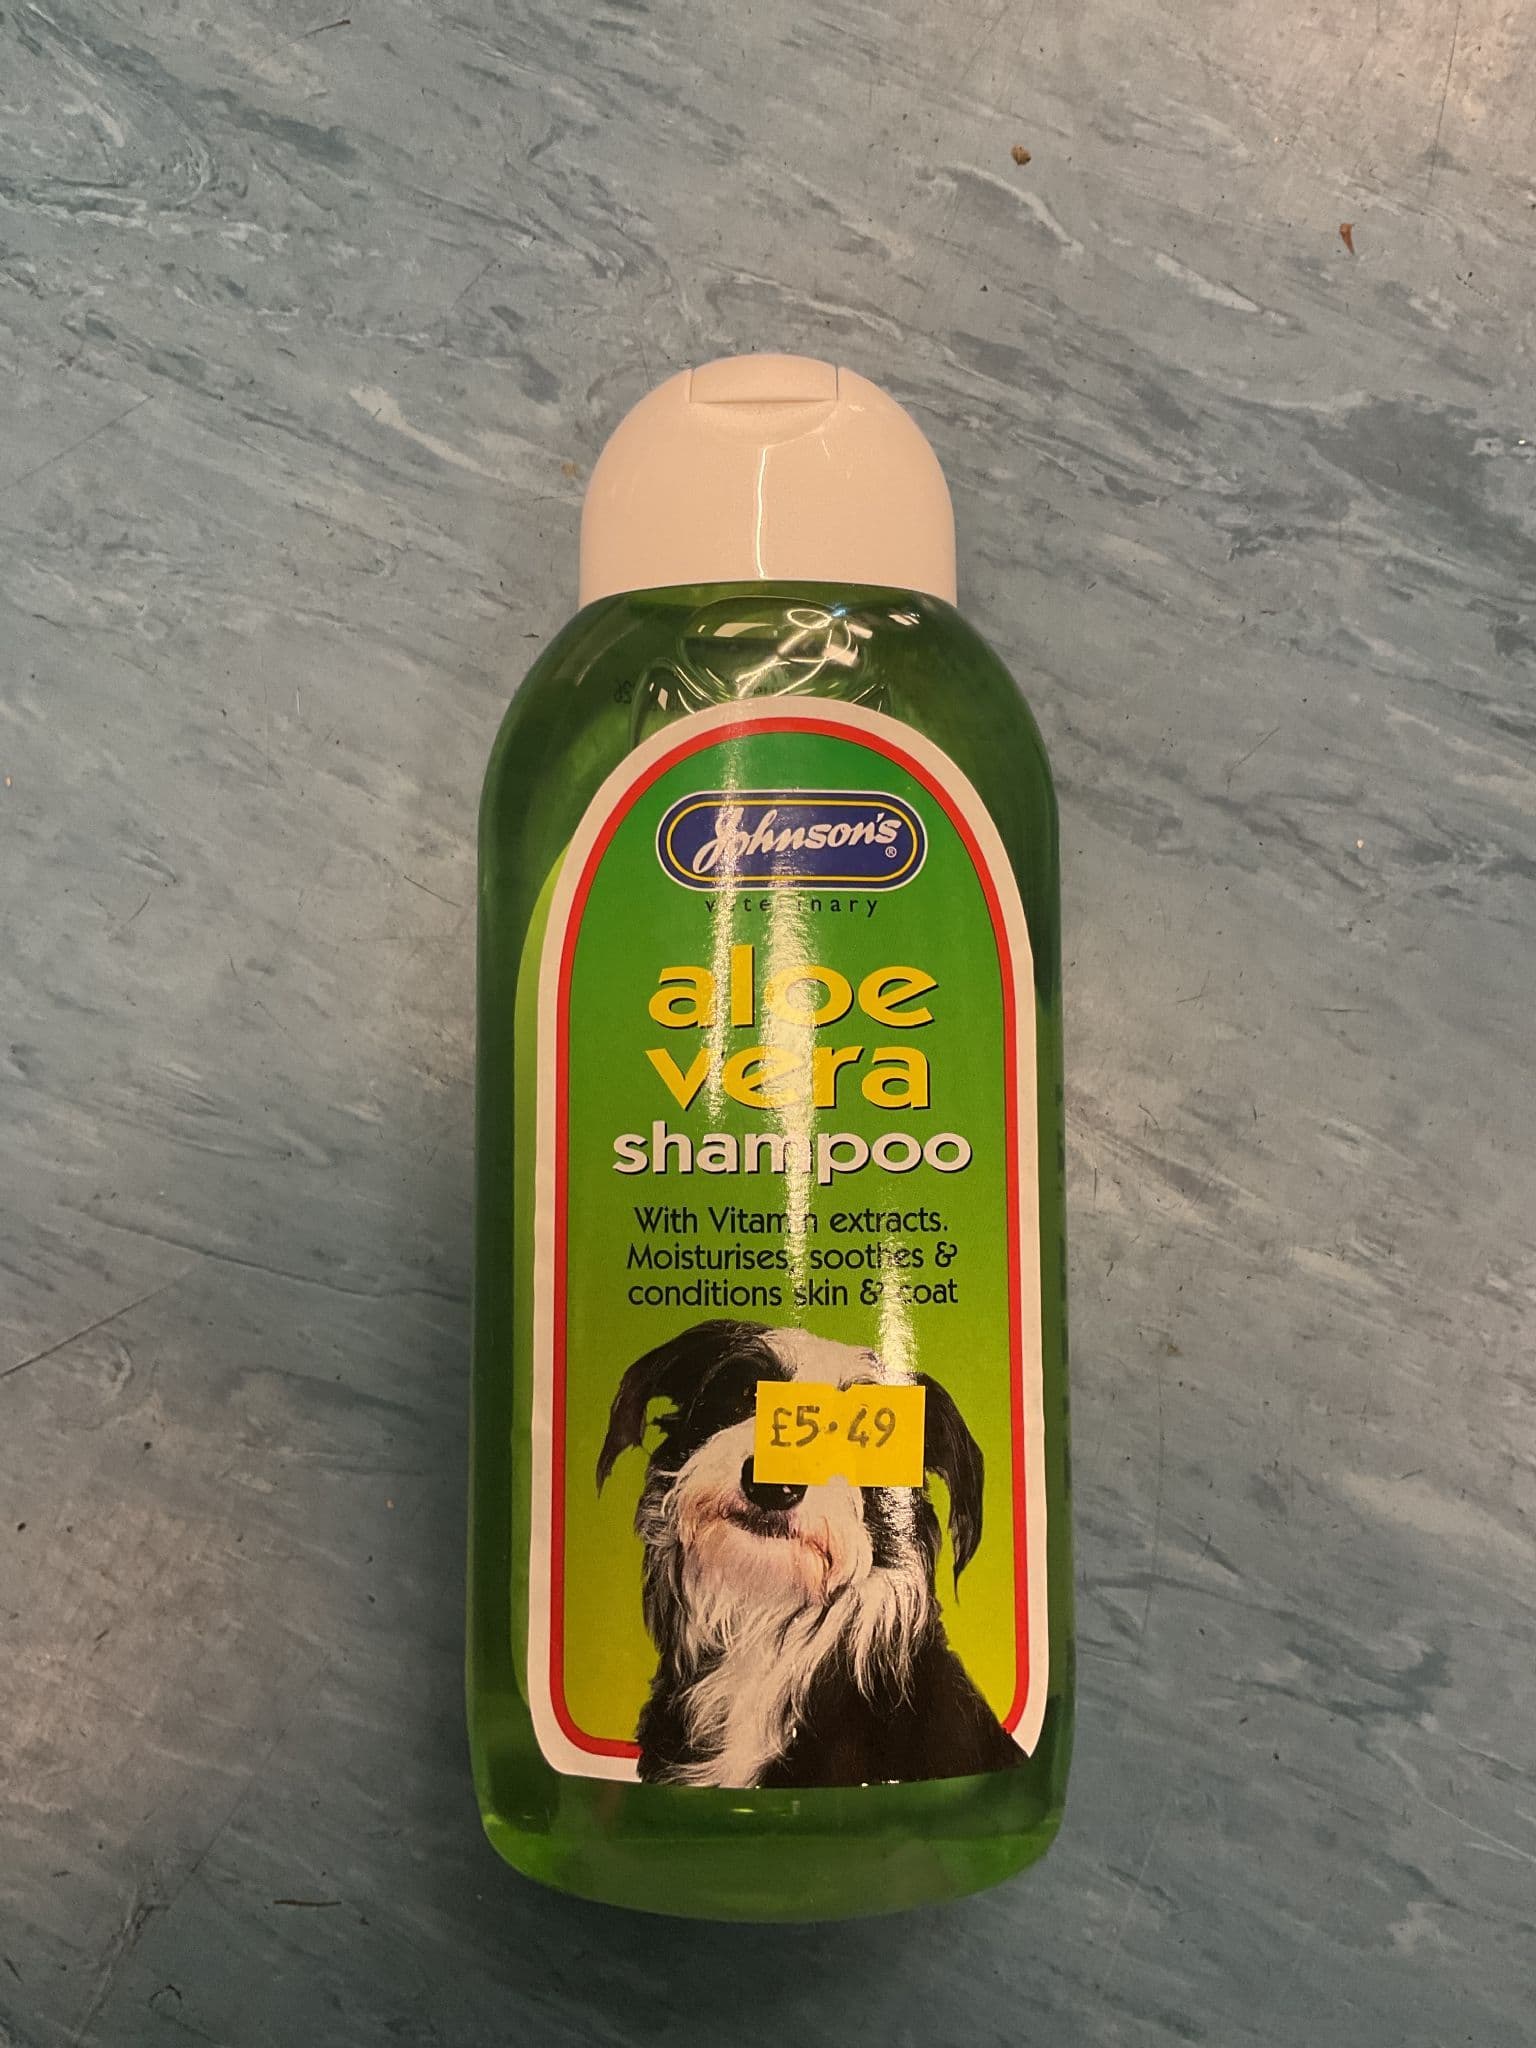 Johnson's®
veterinary
aloe
vera
shampoo
With Vitamin extracts.
Moisturises, soothes &
conditions skin & coat
£5.49